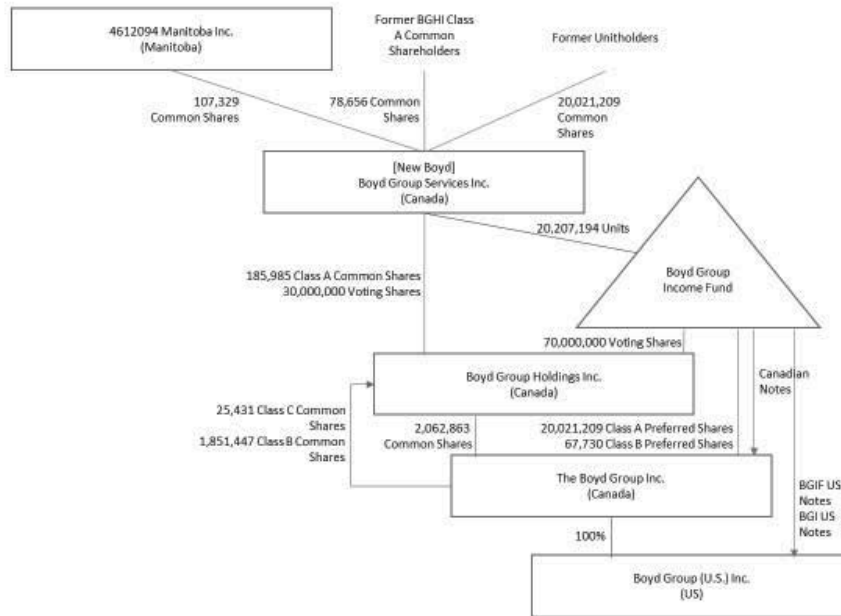 4612094 Manitoba Inc.
(Manitoba)
Former BGHI Class
A Common
Shareholders
Former Unitholders
107,329
Common Shares
78,656 Common
Shares
20,021,209
Common
Shares
[New Boyd]
Boyd Group Services Inc.
(Canada)
20,207,194 Units
185,985 Class A Common Shares
30,000,000 Voting Shares
Boyd Group
Income Fund
70,000,000 Voting Shares
Boyd Group Holdings Inc.
(Canada)
Canadian
Notes
25,431 Class C Common
Shares
1,851,447 Class B Common
Shares
2,062,863
Common Shares
20,021,209 Class A Preferred Shares
67,730 Class B Preferred Shares
The Boyd Group Inc.
(Canada)
BGIF US
Notes
BGI US
Notes
100%
Boyd Group (U.S.) Inc.
(US)